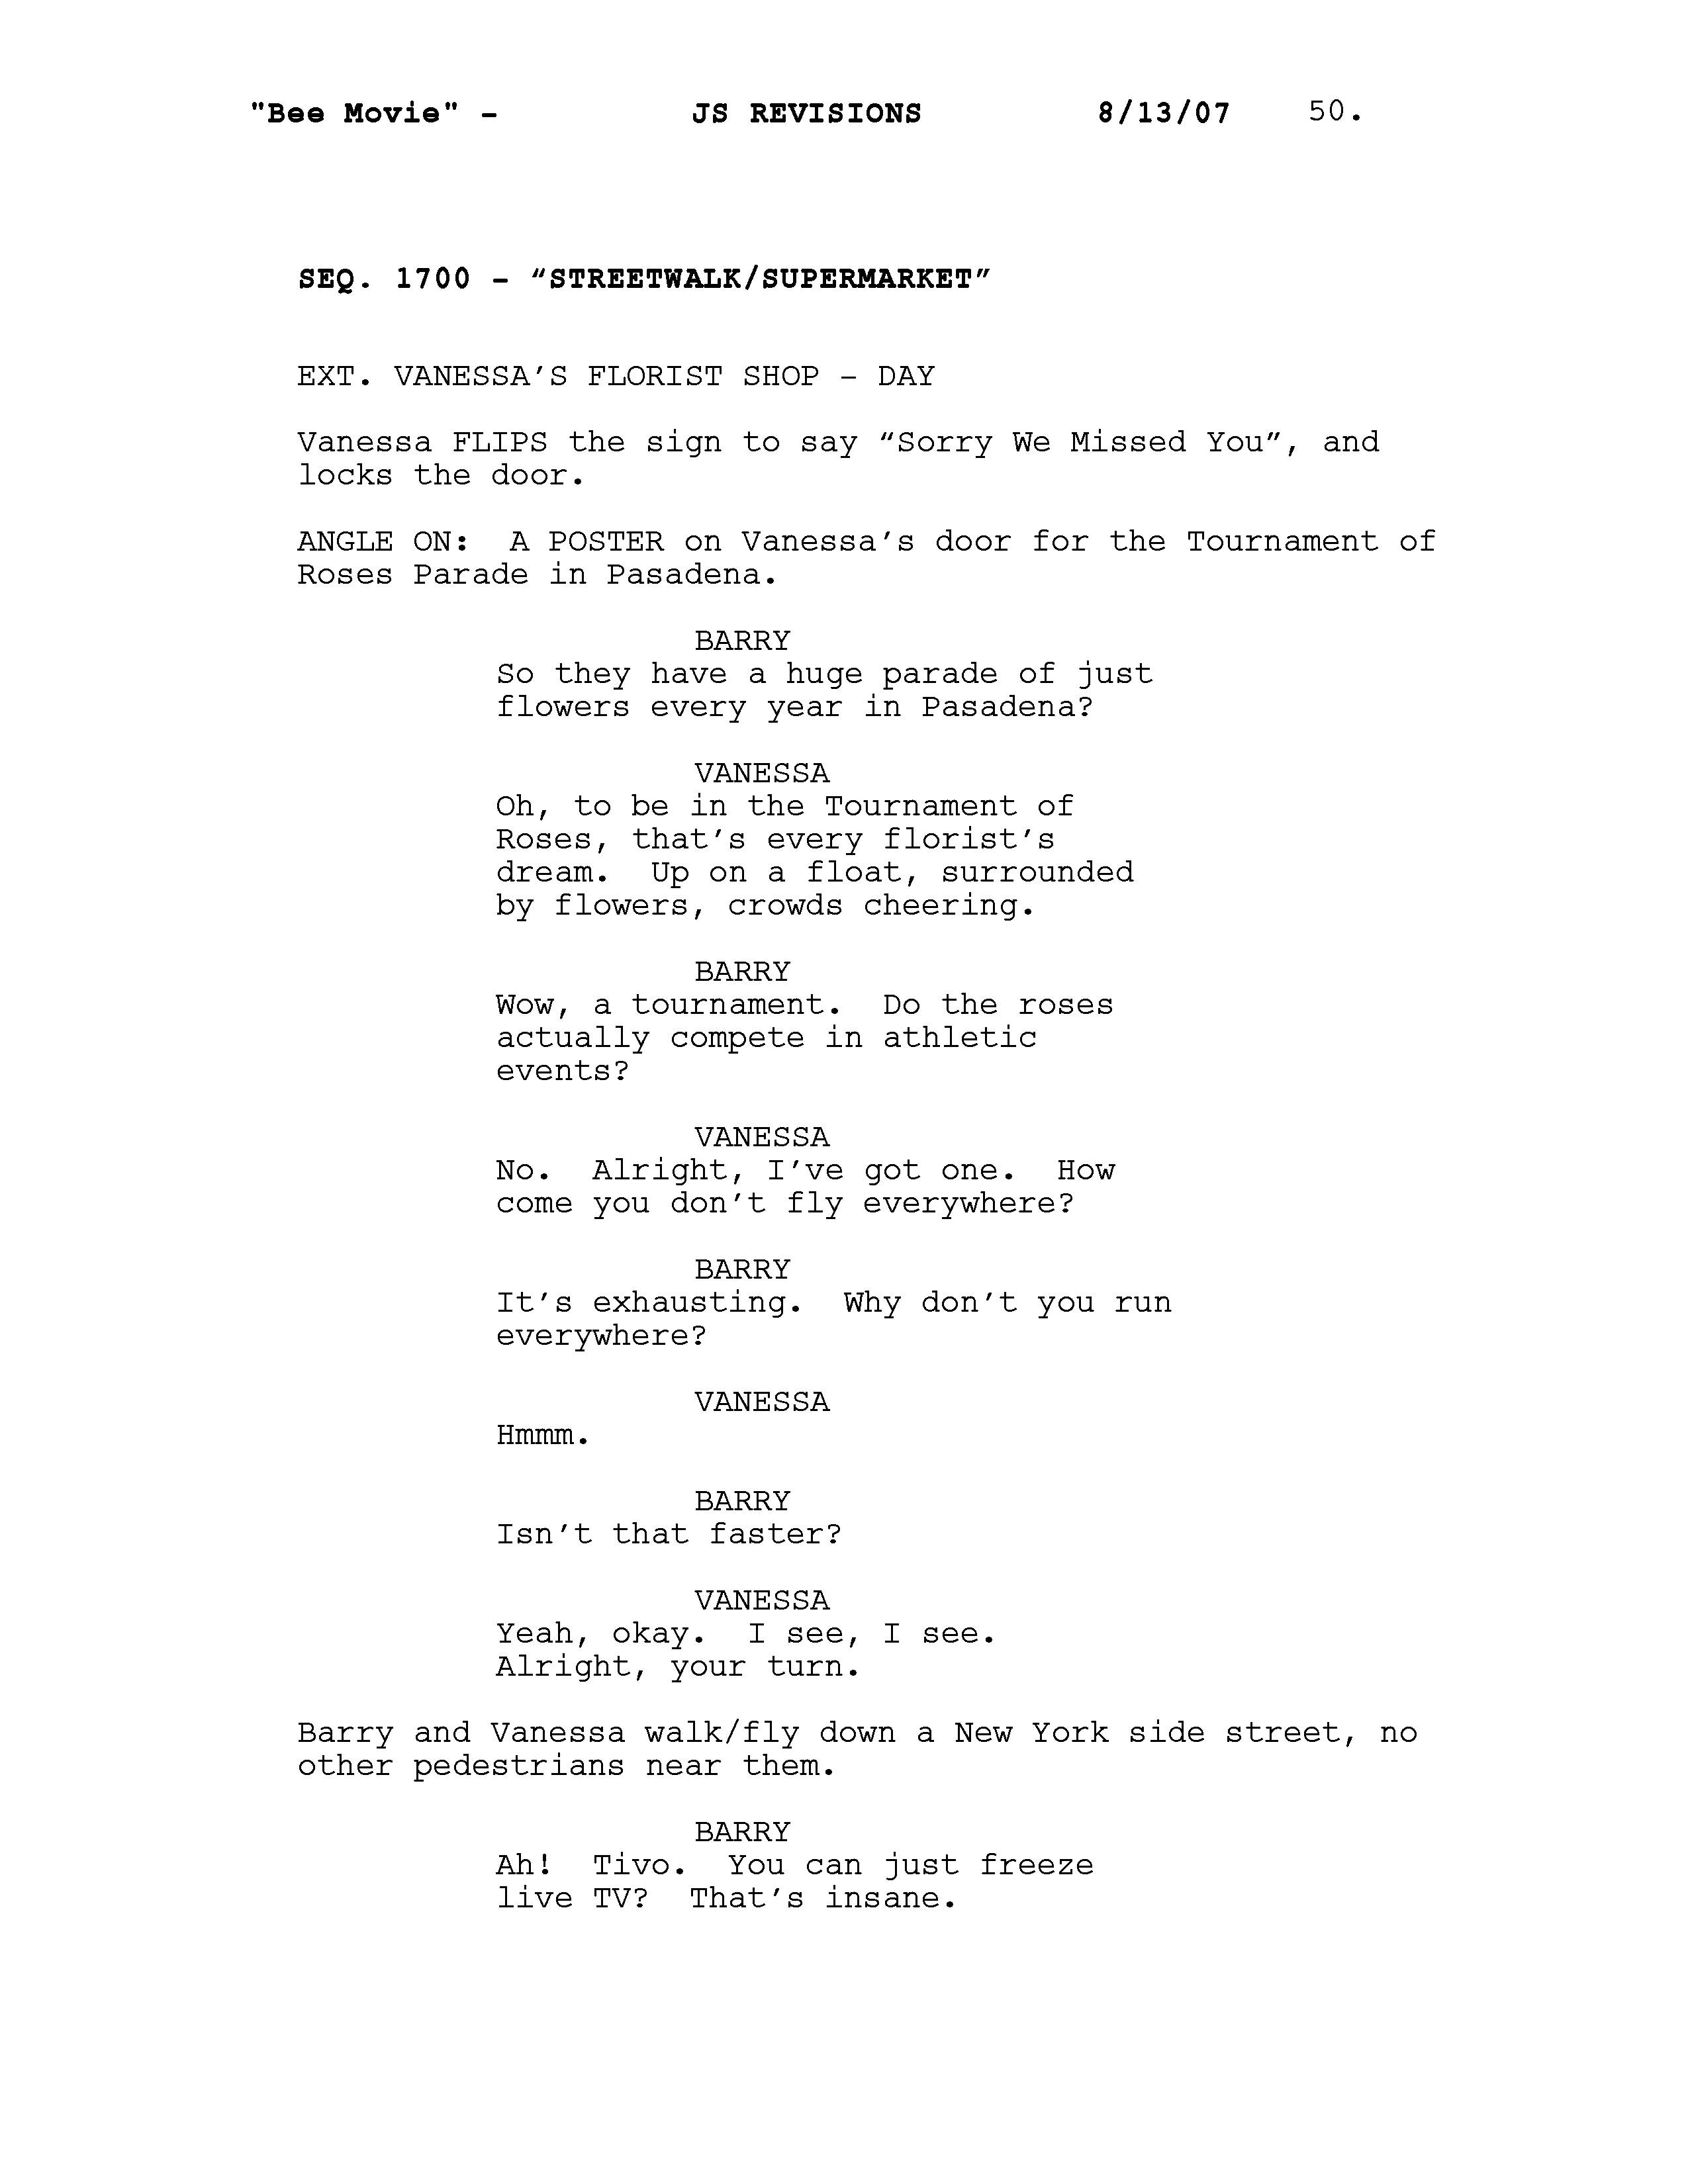 "Bee Movie" - JS REVISIONS 8/13/07 50.
SEQ. 1700 - “STREETWALK/SUPERMARKET”
EXT. VANESSA’S FLORIST SHOP - DAY
Vanessa FLIPS the sign to say “Sorry We Missed You”, and
locks the door.
ANGLE ON:  A POSTER on Vanessa’s door for the Tournament of
Roses Parade in Pasadena.
BARRY
So they have a huge parade of just
flowers every year in Pasadena?
VANESSA
Oh, to be in the Tournament of
Roses, that’s every florist’s
dream.  Up on a float, surrounded
by flowers, crowds cheering.
BARRY
Wow, a tournament.  Do the roses
actually compete in athletic
events?
VANESSA
No.  Alright, I’ve got one.  How
come you don’t fly everywhere?
BARRY
It’s exhausting.  Why don’t you run
everywhere?
VANESSA
Hmmm.
BARRY
Isn’t that faster?
VANESSA
Yeah, okay.  I see, I see.
Alright, your turn.
Barry and Vanessa walk/fly down a New York side street, no
other pedestrians near them.
BARRY
Ah!  Tivo.  You can just freeze
live TV?  That’s insane.